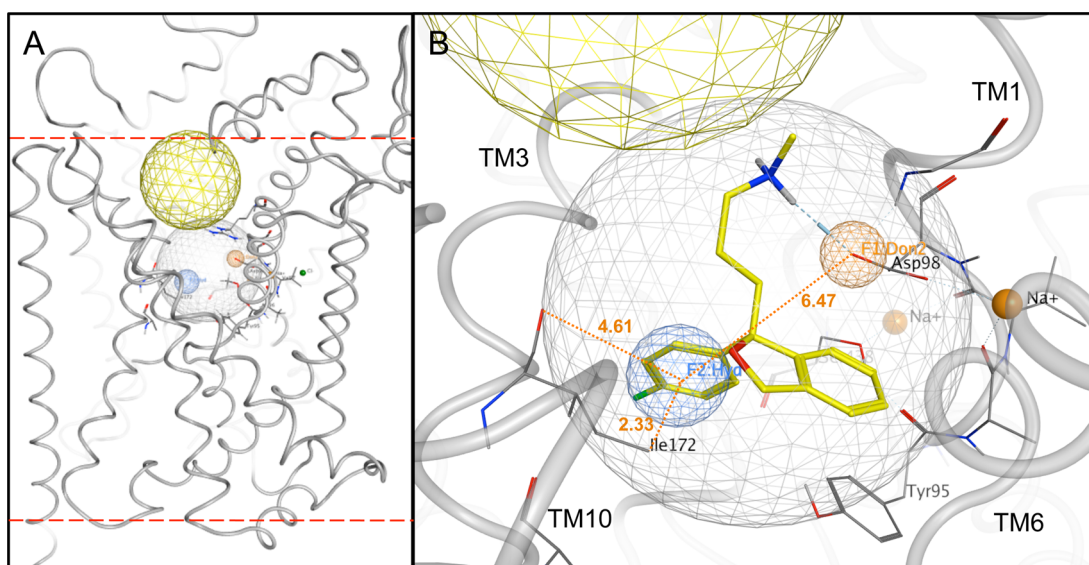 A
B
TM1
TM3
F1:Don2
Asp98
6.47
Na+
Na+
4.61
F2:Hyd
2.33
Ile172
Tyr95
TM10
TM6